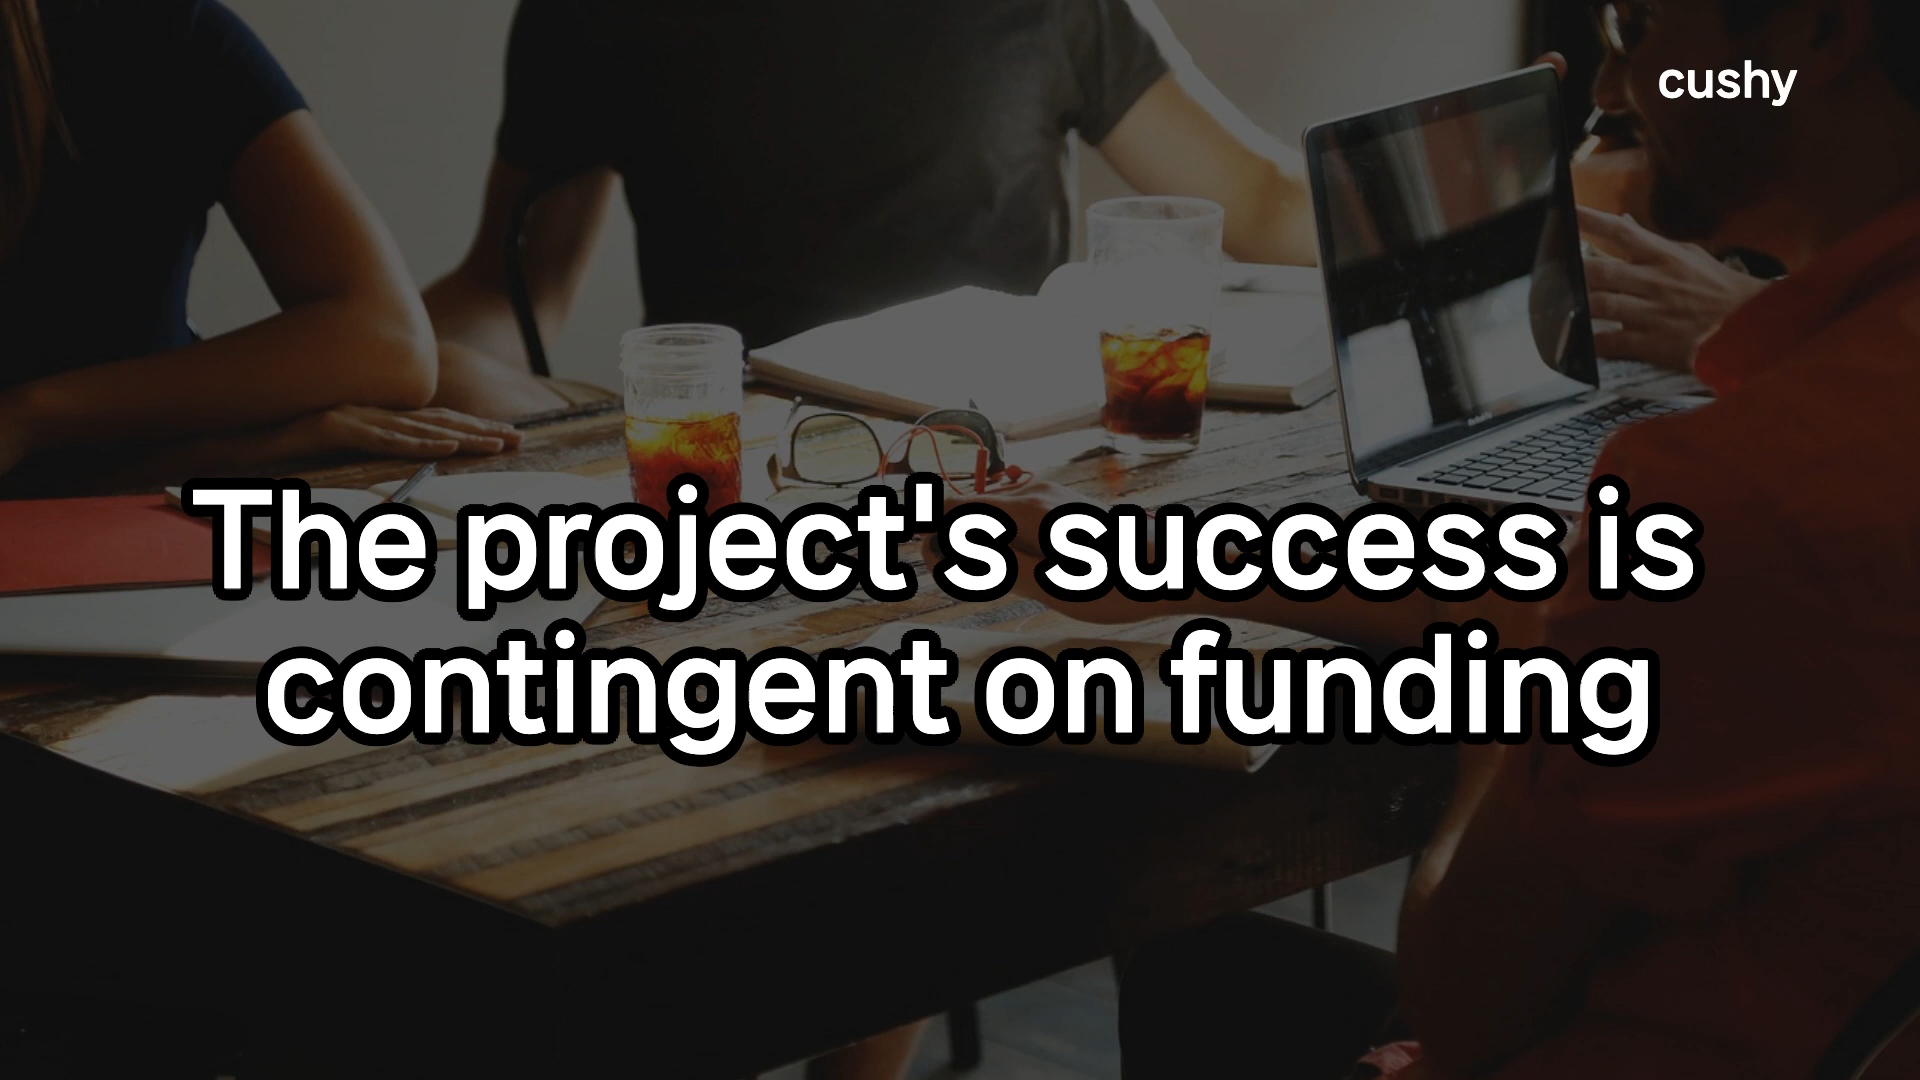 cushy
The project's success is
contingent on funding